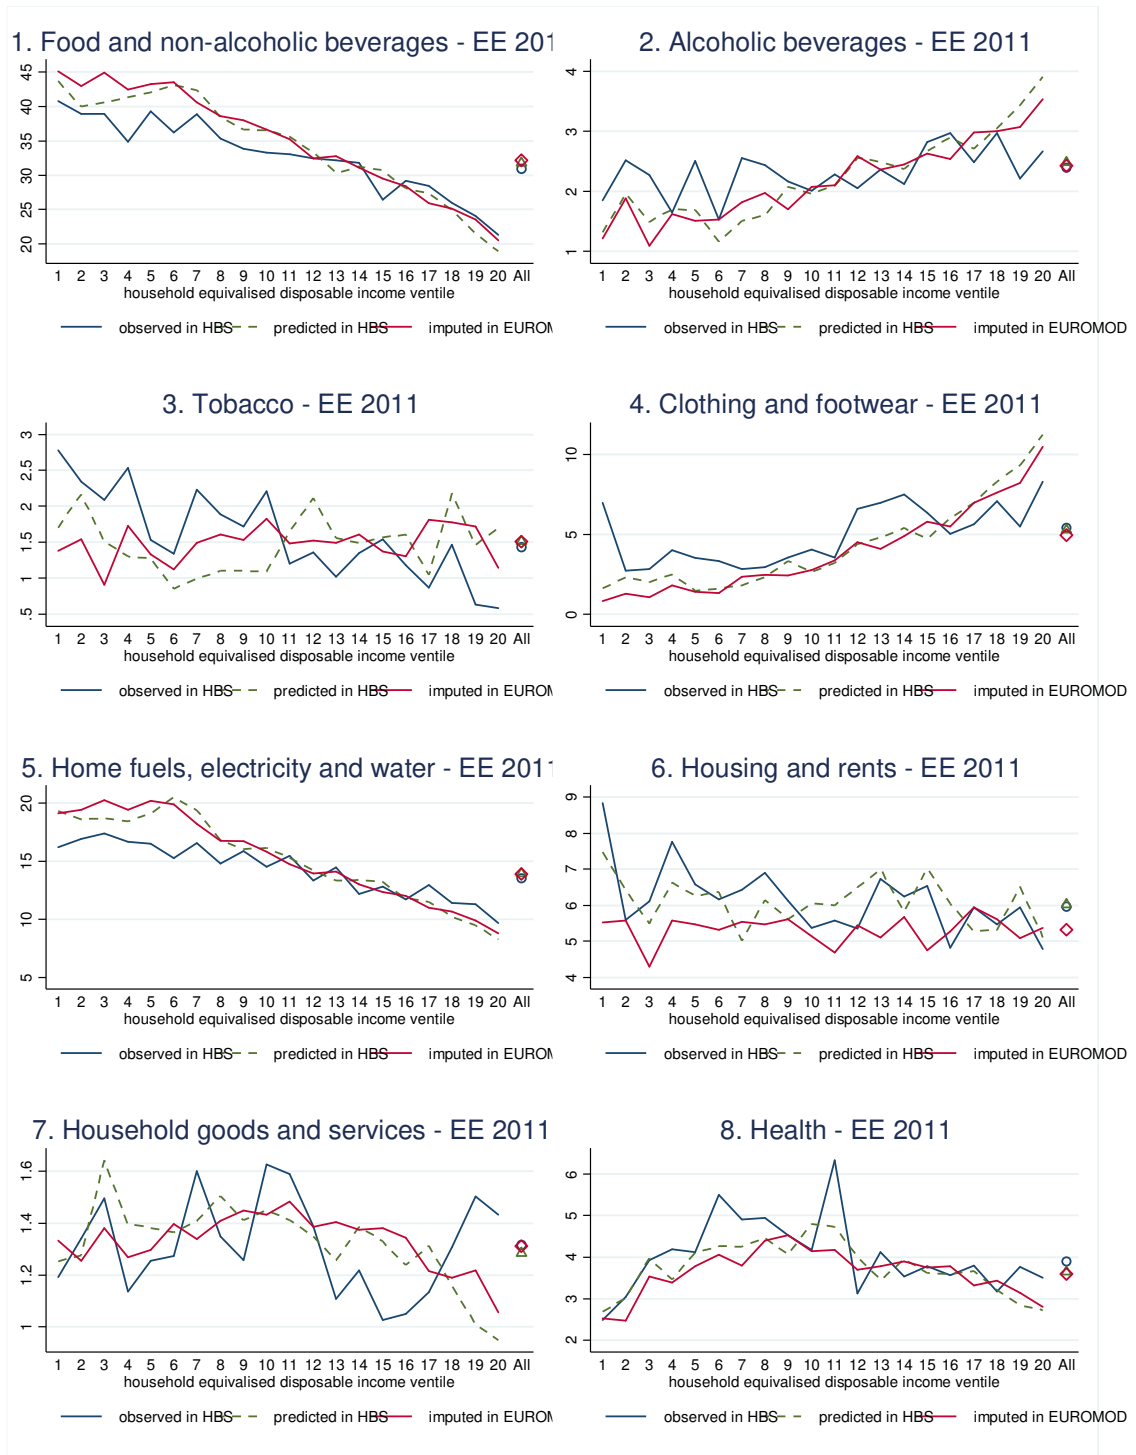 1. Food and non-alcoholic beverages - EE 201
45
40
35
30
25
20
1 2 3 4 5 6 7 8 9 10 11 12 13 14 15 16 17 18 19 20 All
household equivalised disposable income ventile
observed in HBS predicted in HBS imputed in EUROM
2. Alcoholic beverages - EE 2011
4
3
2
1
1 2 3 4 5 6 7 8 9 10 11 12 13 14 15 16 17 18 19 20 All
household equivalised disposable income ventile
observed in HBS predicted in HBS imputed in EUROMOD
3. Tobacco - EE 2011
3
2.5
2
1.5
1
.5
1 2 3 4 5 6 7 8 9 10 11 12 13 14 15 16 17 18 19 20 All
household equivalised disposable income ventile
observed in HBS predicted in HBS imputed in EUROM
4. Clothing and footwear - EE 2011
10
5
0
1 2 3 4 5 6 7 8 9 10 11 12 13 14 15 16 17 18 19 20 All
household equivalised disposable income ventile
observed in HBS predicted in HBS imputed in EUROMOD
5. Home fuels, electricity and water - EE 2011
20
15
10
5
1 2 3 4 5 6 7 8 9 10 11 12 13 14 15 16 17 18 19 20 All
household equivalised disposable income ventile
observed in HBS predicted in HBS imputed in EUROM
6. Housing and rents - EE 2011
9
8
7
6
5
4
1 2 3 4 5 6 7 8 9 10 11 12 13 14 15 16 17 18 19 20 All
household equivalised disposable income ventile
observed in HBS predicted in HBS imputed in EUROMOD
7. Household goods and services - EE 2011
1.6
1.4
1.2
1
1 2 3 4 5 6 7 8 9 10 11 12 13 14 15 16 17 18 19 20 All
household equivalised disposable income ventile
observed in HBS predicted in HBS imputed in EUROM
8. Health - EE 2011
6
5
4
3
2
1 2 3 4 5 6 7 8 9 10 11 12 13 14 15 16 17 18 19 20 All
household equivalised disposable income ventile
observed in HBS predicted in HBS imputed in EUROMOD